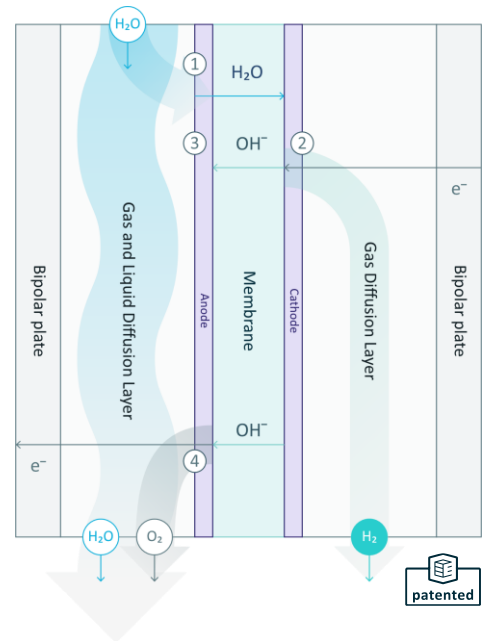 H₂O
1
H₂O
3
OH⁻
2
e⁻
Bipolar plate
Gas and Liquid Diffusion Layer
Anode
Membrane
Cathode
Gas Diffusion Layer
Bipolar plate
OH⁻
e⁻
4
H₂O
O₂
H₂
patented